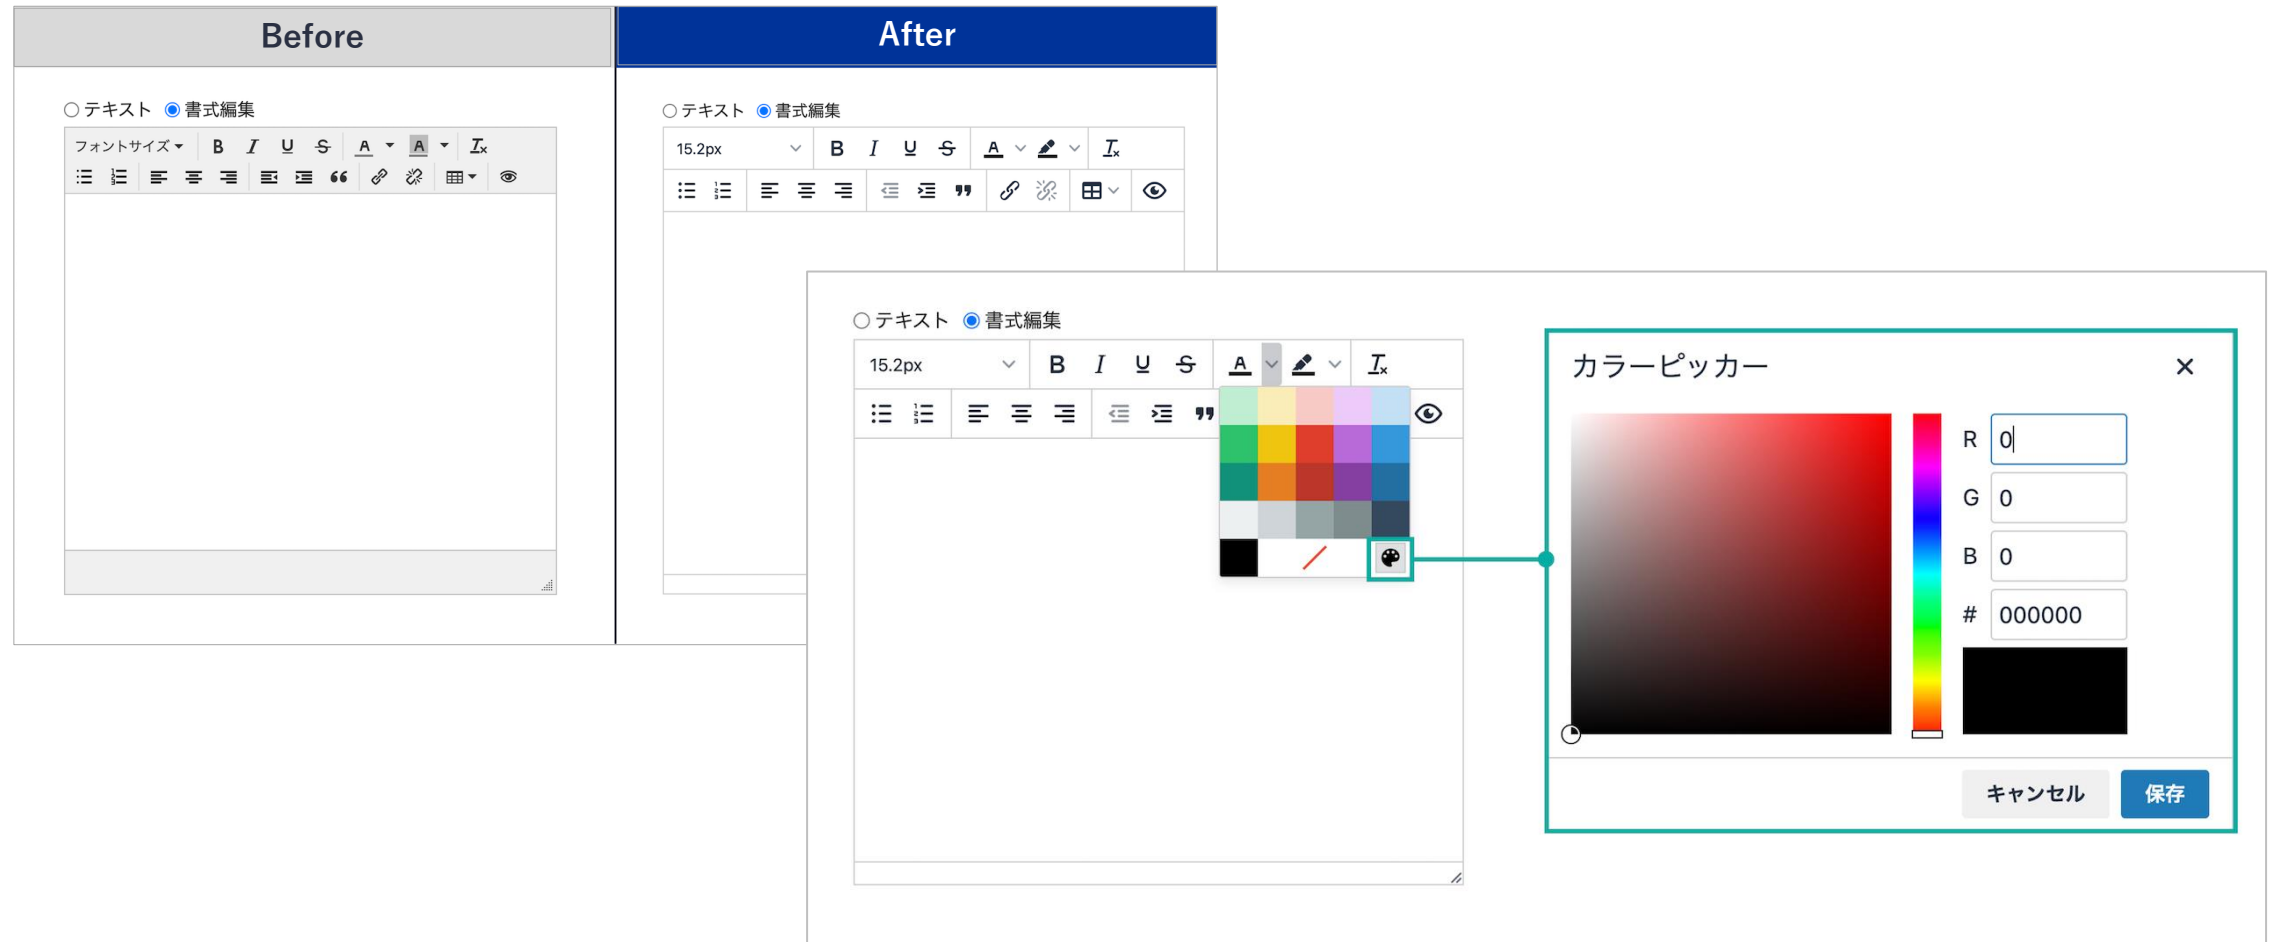 Before
After
テキスト 書式編集
フォントサイズ
テキスト 書式編集
15.2px
テキスト 書式編集
15.2px
カラーピッカー
R 0
G 0
B 0
# 000000
キャンセル 保存